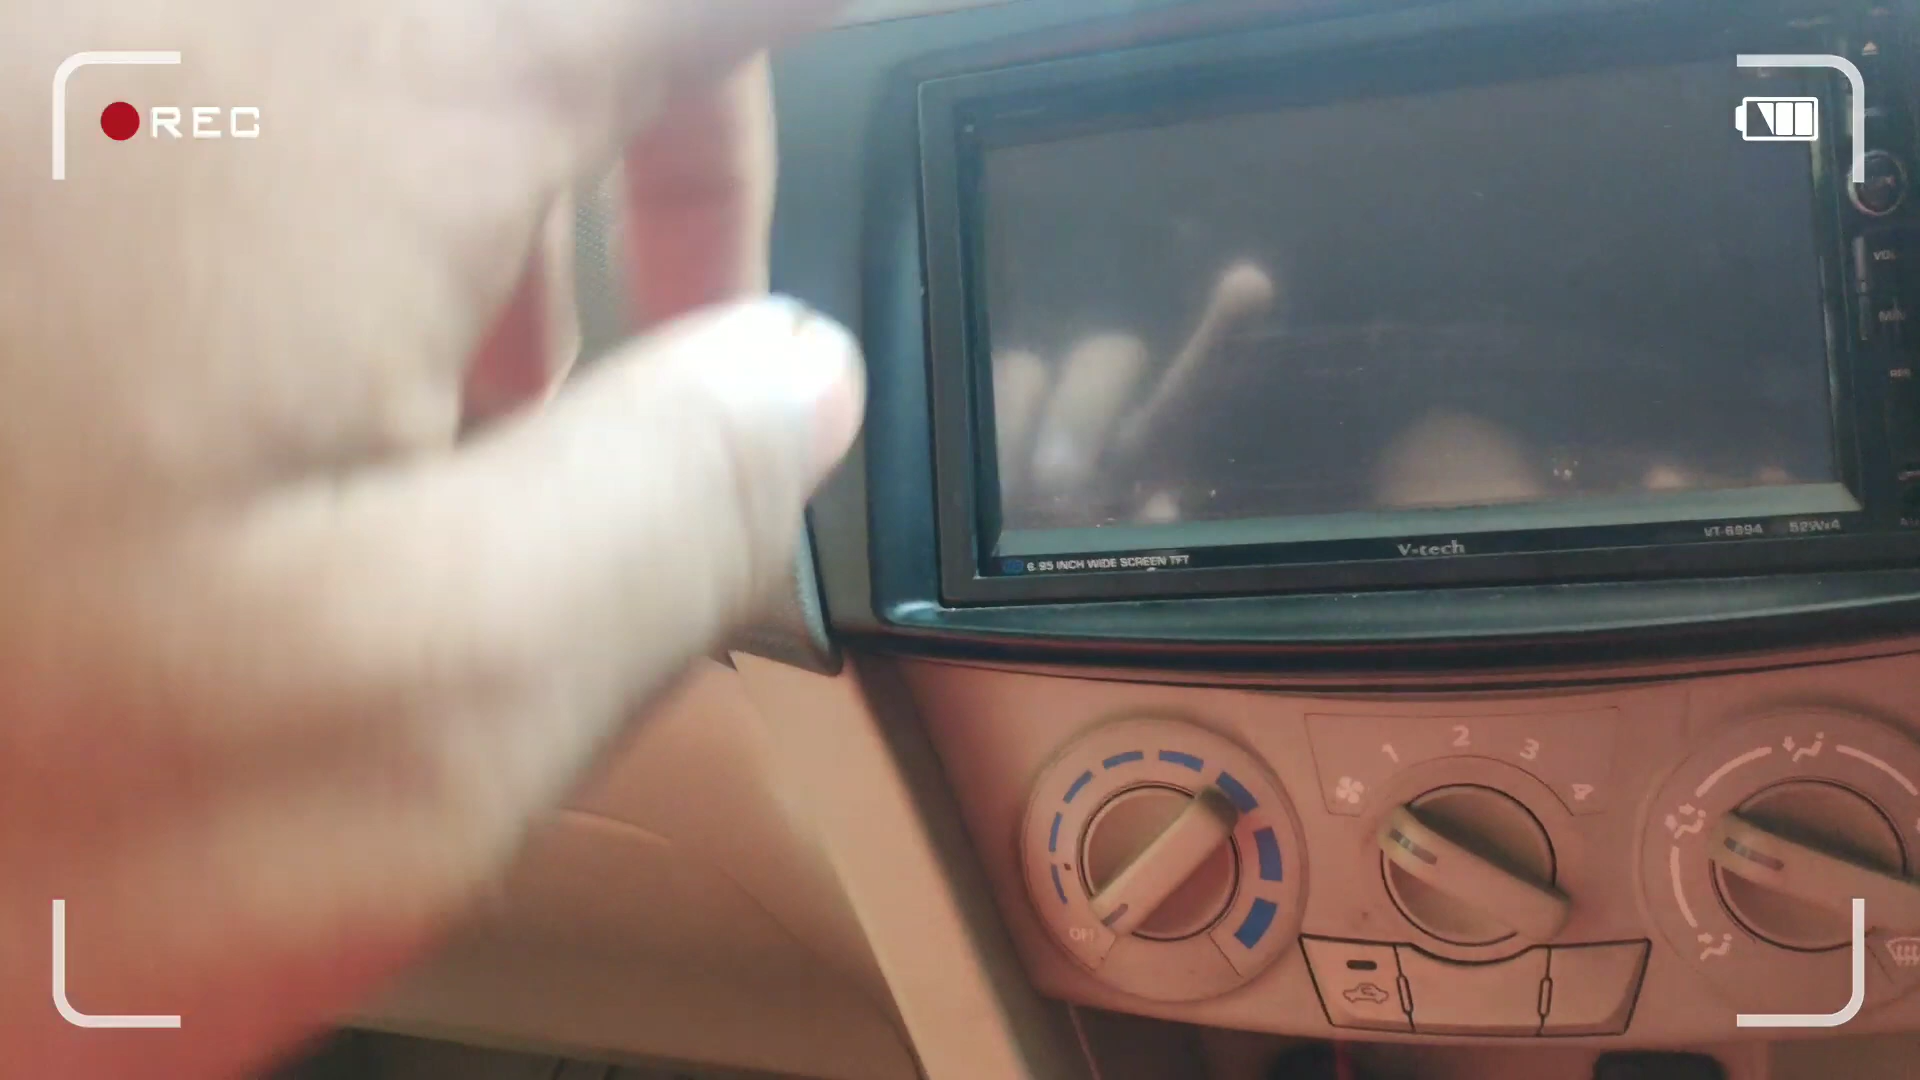 REC
VOL
V-tech
VT-6994 52Wx4
6.95 INCH WIDE SCREEN TFT
1 2 3 4
OFF